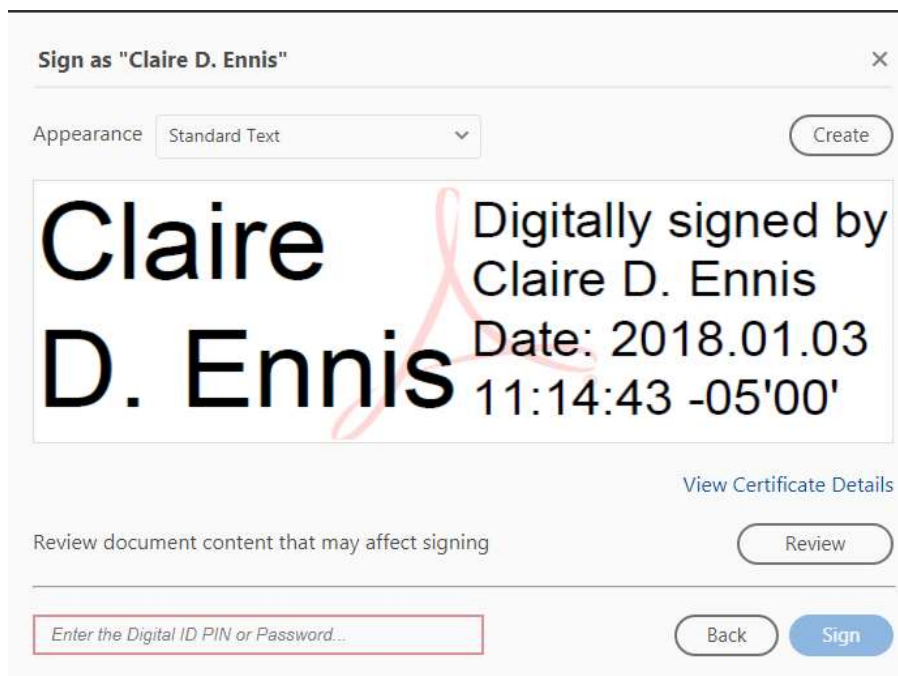 Sign as "Claire D. Ennis"
Appearance
Standard Text
Create
Claire
D. Ennis
Digitally signed by
Claire D. Ennis
Date: 2018.01.03
11:14:43 -05'00'
View Certificate Details
Review document content that may affect signing
Review
Enter the Digital ID PIN or Password...
Back
Sign